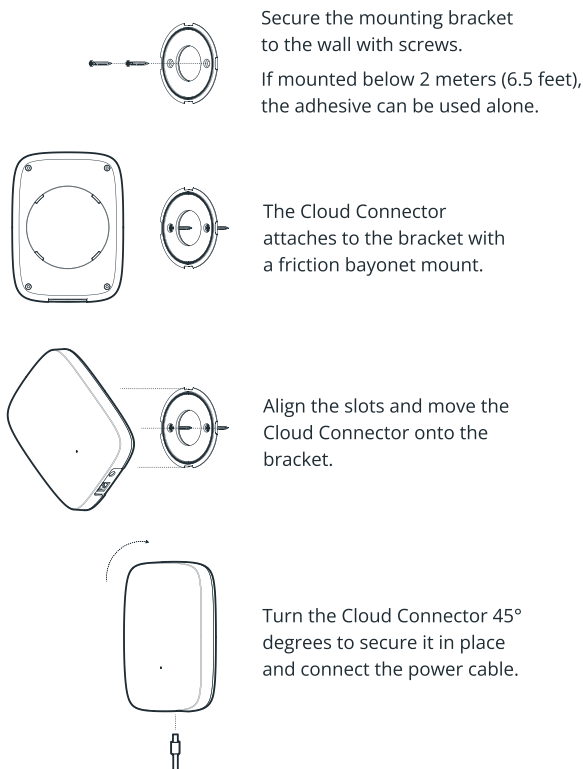 Secure the mounting bracket
to the wall with screws.
If mounted below 2 meters (6.5 feet),
the adhesive can be used alone.
The Cloud Connector
attaches to the bracket with
a friction bayonet mount.
Align the slots and move the
Cloud Connector onto the
bracket.
Turn the Cloud Connector 45°
degrees to secure it in place
and connect the power cable.